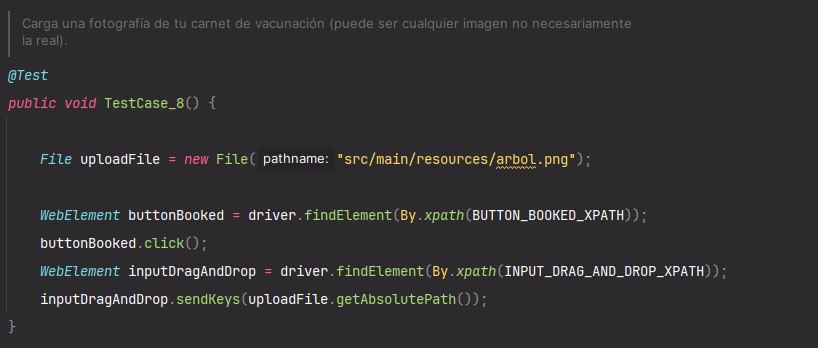 Carga una fotografía de tu carnet de vacunación (puede ser cualquier imagen no necesariamente
la real).
@Test
public void TestCase_8() {
File uploadFile = new File( pathname: "src/main/resources/arbol.png");
WebElement buttonBooked = driver.findElement(By.xpath(BUTTON_BOOKED_XPATH));
buttonBooked.click();
WebElement inputDragAndDrop = driver.findElement(By.xpath(INPUT_DRAG_AND_DROP_XPATH));
inputDragAndDrop.sendKeys(uploadFile.getAbsolutePath());
}